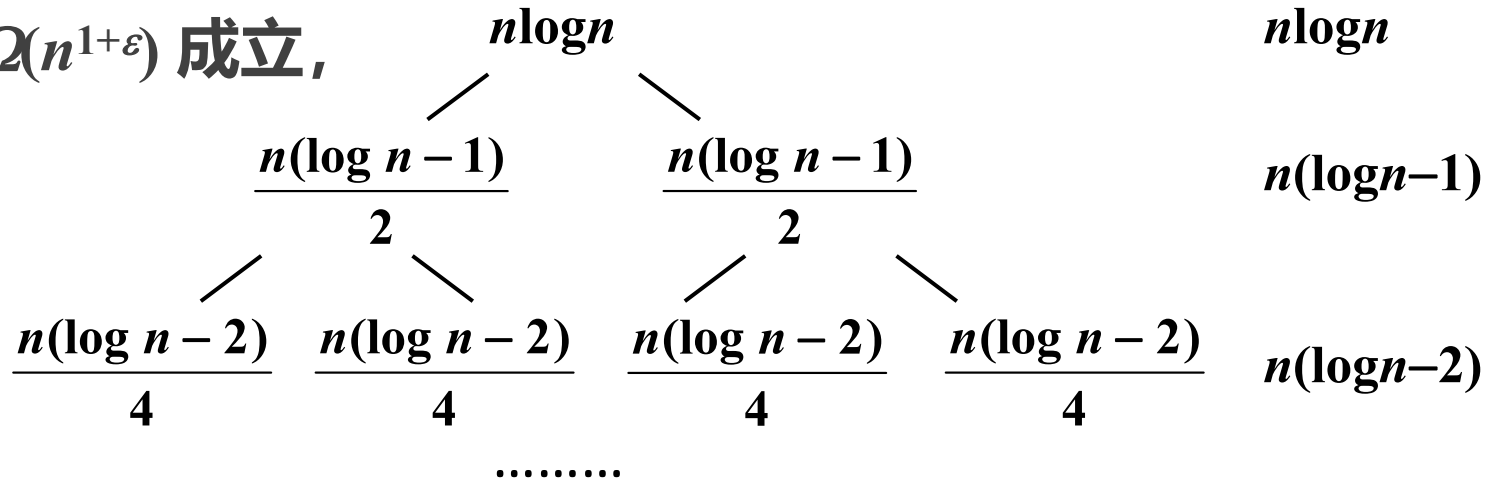 Ω(n^{1+ε}) 成立，
nlogn nlogn
n(log n − 1)/2 n(log n − 1)/2 n(logn−1)
n(log n − 2)/4 n(log n − 2)/4 n(log n − 2)/4 n(log n − 2)/4 n(logn−2)
………